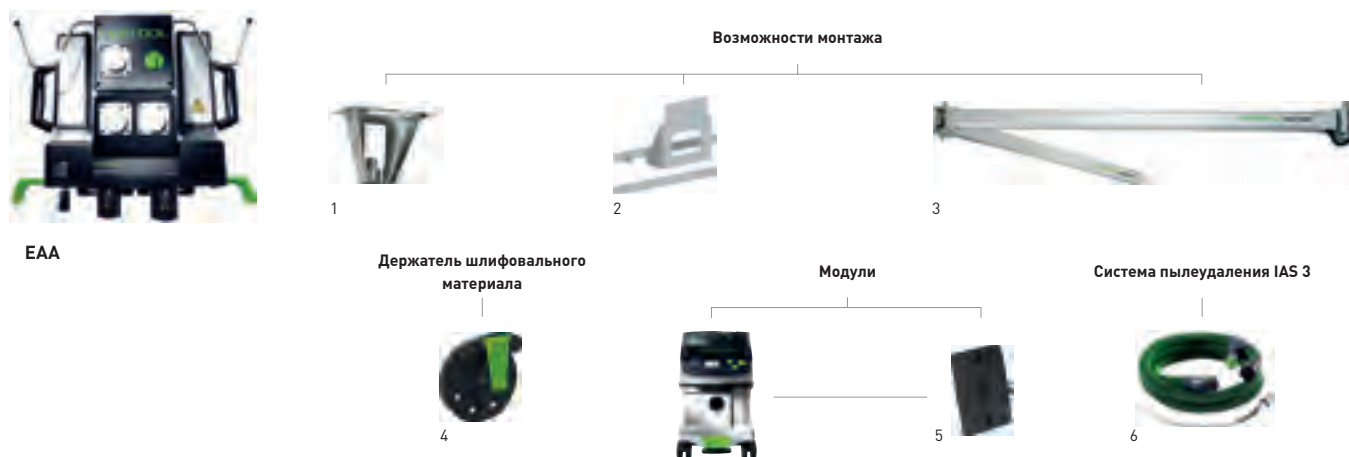 Возможности монтажа
1
2
3
EAA
Держатель шлифовального
материала
Модули
Система пылеудаления IAS 3
4
5
6